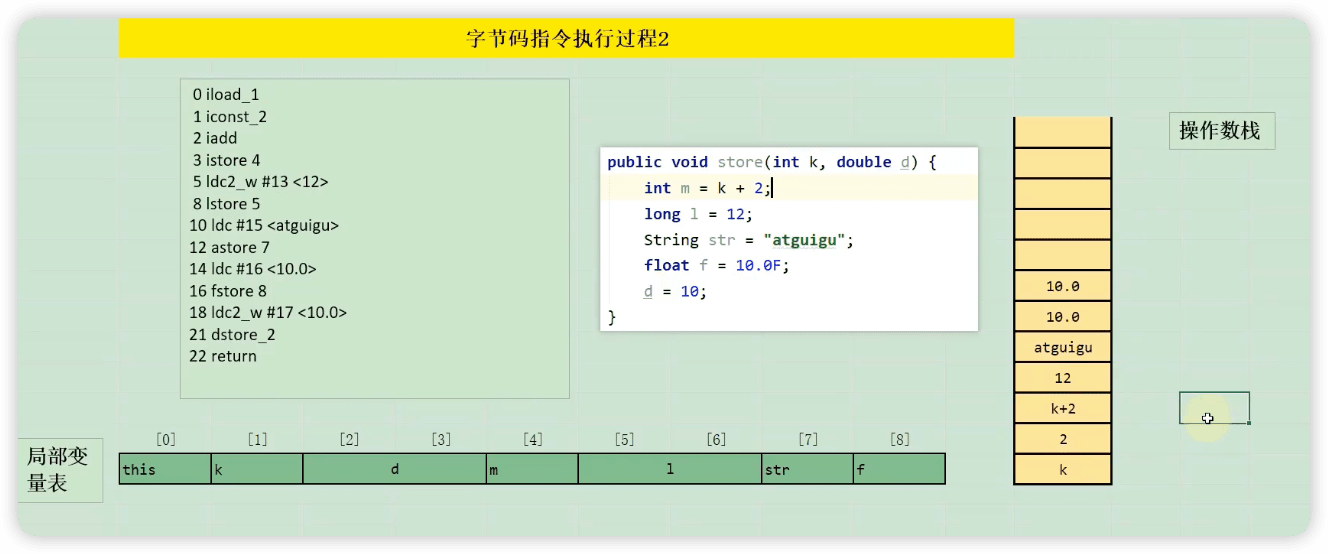 字节码指令执行过程2
0 iload_1
1 iconst_2
2 iadd
3 istore 4
5 ldc2_w #13 <12>
8 lstore 5
10 ldc #15 <atguigu>
12 astore 7
14 ldc #16 <10.0>
16 fstore 8
18 ldc2_w #17 <10.0>
21 dstore_2
22 return
public void store(int k, double d) {
int m = k + 2;
long l = 12;
String str = "atguigu";
float f = 10.0F;
d = 10;
}
操作数栈
10.0
10.0
atguigu
12
k+2
2
k
局部变
量表
[0] [1] [2] [3] [4] [5] [6] [7] [8]
this k d m l str f